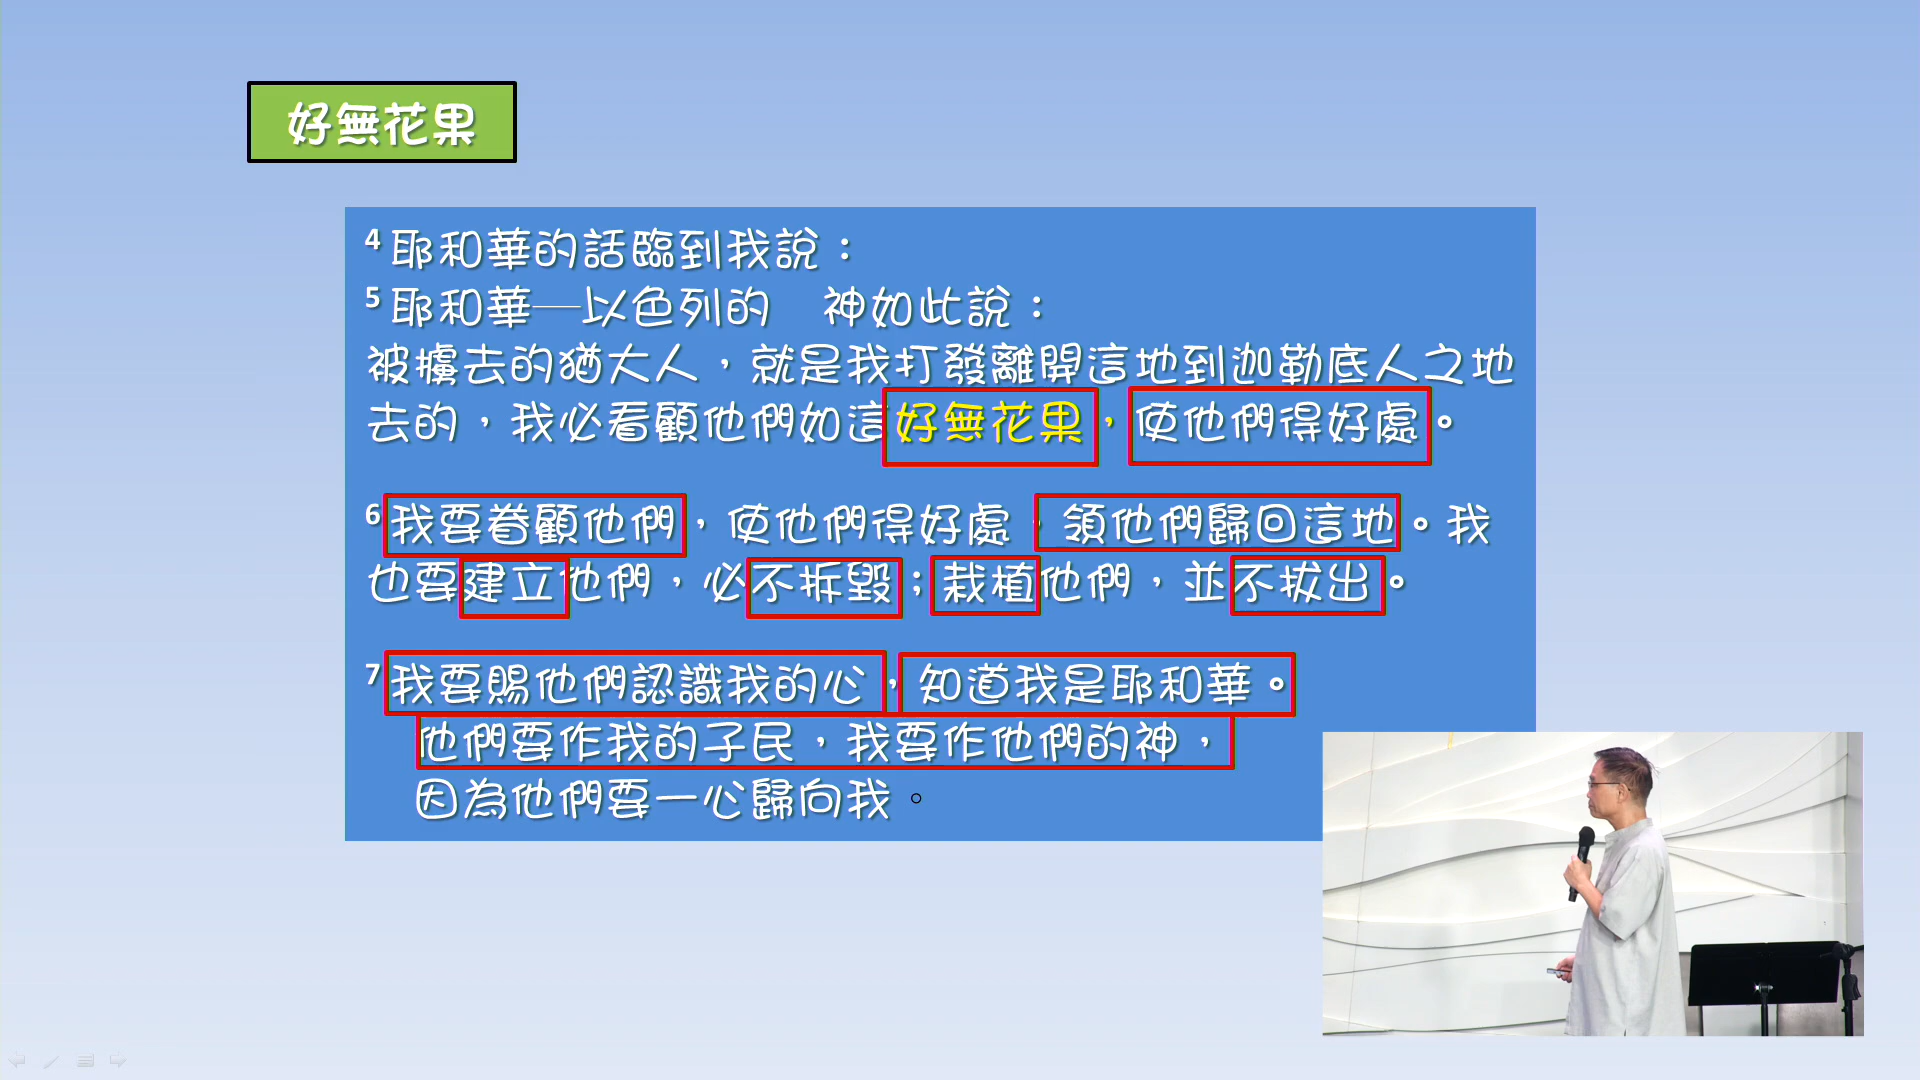 好無花果
4 耶和華的話臨到我說：
5 耶和華─以色列的　神如此說：
被擄去的猶大人，就是我打發離開這地到迦勒底人之地
去的，我必看顧他們如這好無花果，使他們得好處。
6 我要眷顧他們，使他們得好處，領他們歸回這地。我
也要建立他們，必不拆毀；栽植他們，並不拔出。
7 我要賜他們認識我的心，知道我是耶和華。
他們要作我的子民，我要作他們的神，
因為他們要一心歸向我。